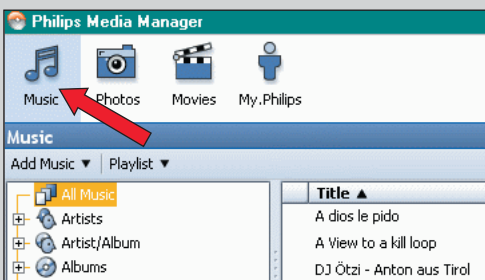 Philips Media Manager
Music Photos Movies My.Philips
Music
Add Music ▼ | Playlist ▼
All Music
Artists
Artist/Album
Albums
Title ▲
A dios le pido
A View to a kill loop
DJ Ötzi - Anton aus Tirol